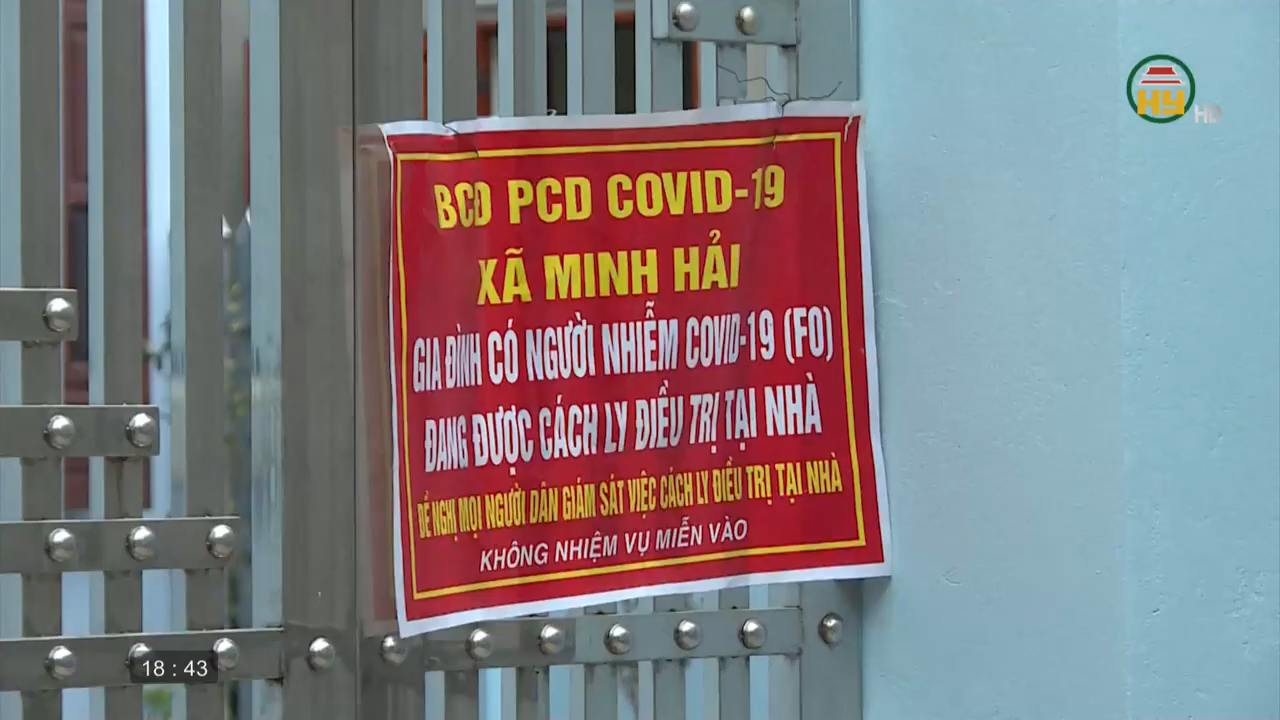 HY HD
BCĐ PCD COVID-19
XÃ MINH HẢI
GIA ĐÌNH CÓ NGƯỜI NHIỄM COVID-19 (F0)
ĐANG ĐƯỢC CÁCH LY ĐIỀU TRỊ TẠI NHÀ
ĐỀ NGHỊ MỌI NGƯỜI DÂN GIÁM SÁT VIỆC CÁCH LY ĐIỀU TRỊ TẠI NHÀ
KHÔNG NHIỆM VỤ MIỄN VÀO
18 : 43